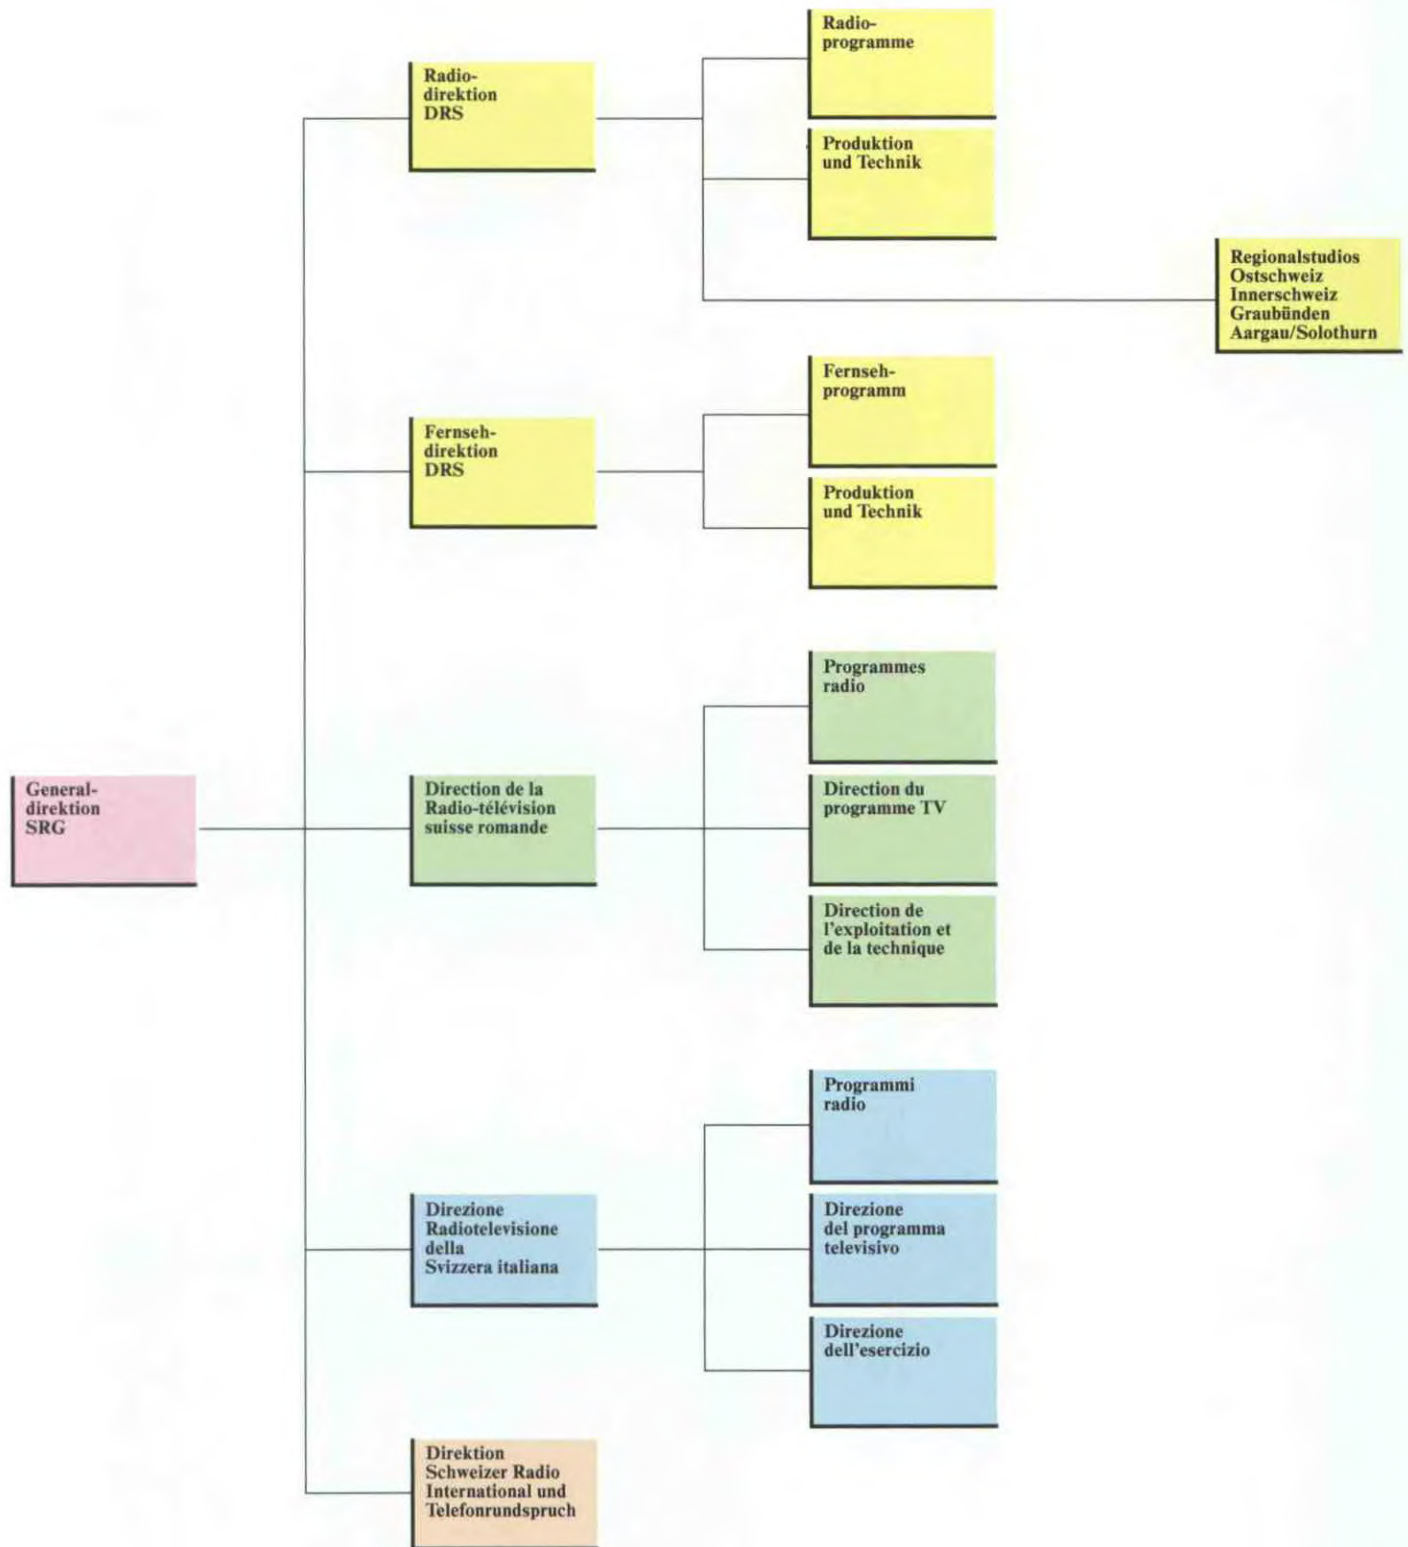 Radio-
programme
Radio-
direktion
DRS
Produktion
und Technik
Regionalstudios
Ostschweiz
Innerschweiz
Graubünden
Aargau/Solothurn
Fernseh-
programm
Fernseh-
direktion
DRS
Produktion
und Technik
Programmes
radio
General-
direktion
SRG
Direction de la
Radio-télévision
suisse romande
Direction du
programme TV
Direction de
l'exploitation et
de la technique
Programmi
radio
Direzione
Radiotelevisione
della
Svizzera italiana
Direzione
del programma
televisivo
Direzione
dell'esercizio
Direktion
Schweizer Radio
International und
Telefonrundspruch